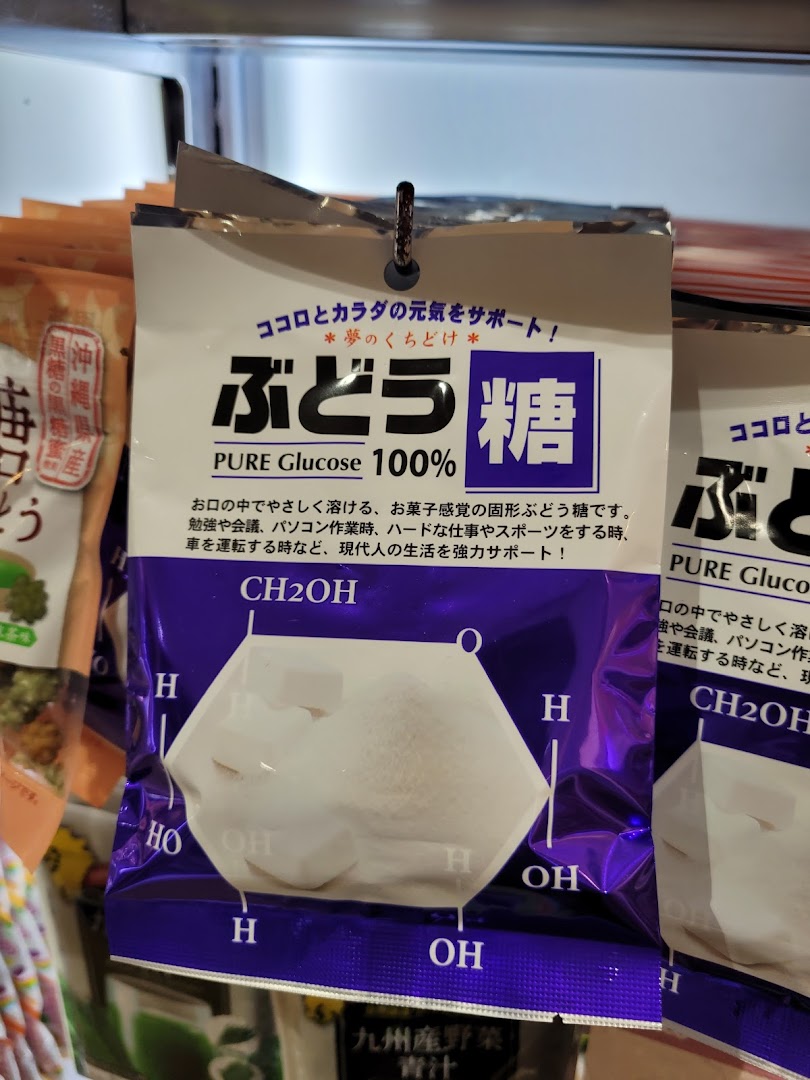 ココロとカラダの元気をサポート!
*夢のくちどけ*
ぶどう糖
PURE Glucose 100%
お口の中でやさしく溶ける、お菓子感覚の固形ぶどう糖です。
勉強や会議、パソコン作業時、ハードな仕事やスポーツをする時、
車を運転する時など、現代人の生活を強力サポート!
CH2OH
O
H
H
H
OH
OH
H
OH
H
OH
沖縄県産
黒糖の黒糖蜜
ココロと
ぶど
PURE Gluco
口の中でやさしく溶
強や会議、パソコン作
を運転する時など、
CH2OH
H
九州産野菜
青汁